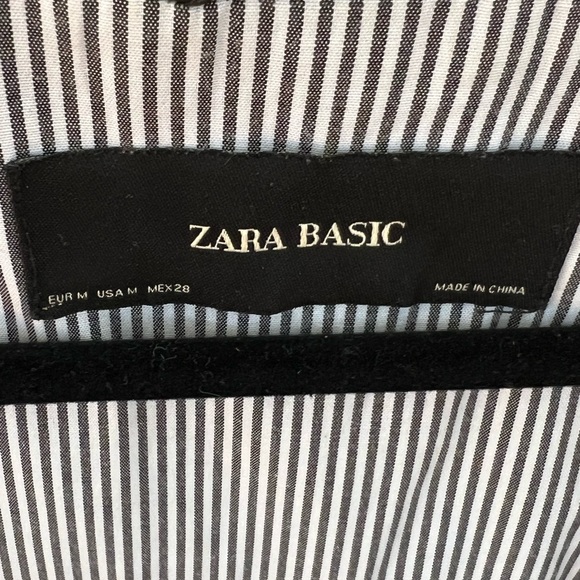 ZARA BASIC
EUR M USA M MEX 28 MADE IN CHINA